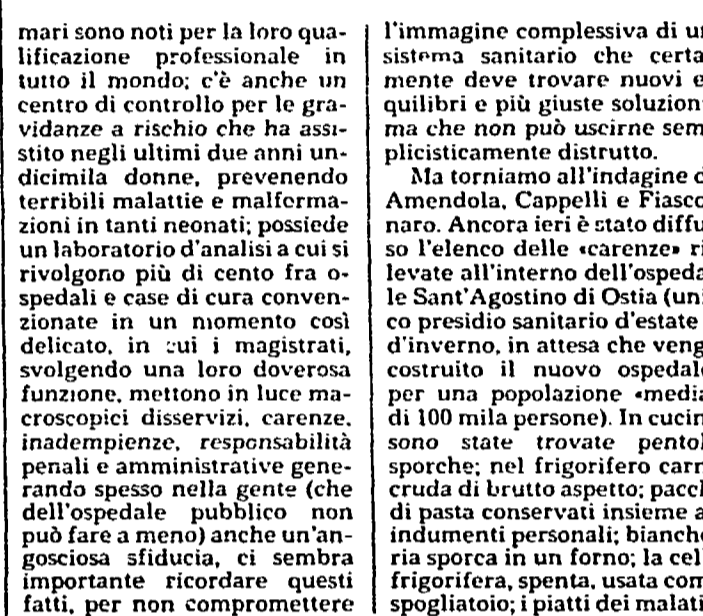 mari sono noti per la loro qua-
lificazione professionale in
tutto il mondo; c'è anche un
centro di controllo per le gra-
vidanze a rischio che ha assi-
stito negli ultimi due anni un-
dicimila donne, prevenendo
terribili malattie e malforma-
zioni in tanti neonati; possiede
un laboratorio d'analisi a cui si
rivolgono più di cento fra o-
spedali e case di cura conven-
zionate in un momento così
delicato, in cui i magistrati,
svolgendo una loro doverosa
funzione, mettono in luce ma-
croscopici disservizi, carenze,
inadempienze, responsabilità
penali e amministrative gene-
rando spesso nella gente (che
dell'ospedale pubblico non
può fare a meno) anche un'an-
gosciosa sfiducia, ci sembra
importante ricordare questi
fatti, per non compromettere
l'immagine complessiva di un
sistema sanitario che certa
mente deve trovare nuovi e
quilibri e più giuste soluzion
ma che non può uscirne sem
plicisticamente distrutto.
Ma torniamo all'indagine d
Amendola, Cappelli e Fiasco
naro. Ancora ieri è stato diffu
so l'elenco delle «carenze» ri
levate all'interno dell'ospeda
le Sant'Agostino di Ostia (uni
co presidio sanitario d'estate
d'inverno, in attesa che veng
costruito il nuovo ospedale
per una popolazione «media
di 100 mila persone). In cucin
sono state trovate pentol
sporche; nel frigorifero carn
cruda di brutto aspetto; pacch
di pasta conservati insieme a
indumenti personali; bianche
ria sporca in un forno; la cell
frigorifera, spenta, usata com
spogliatoio; i piatti dei malati